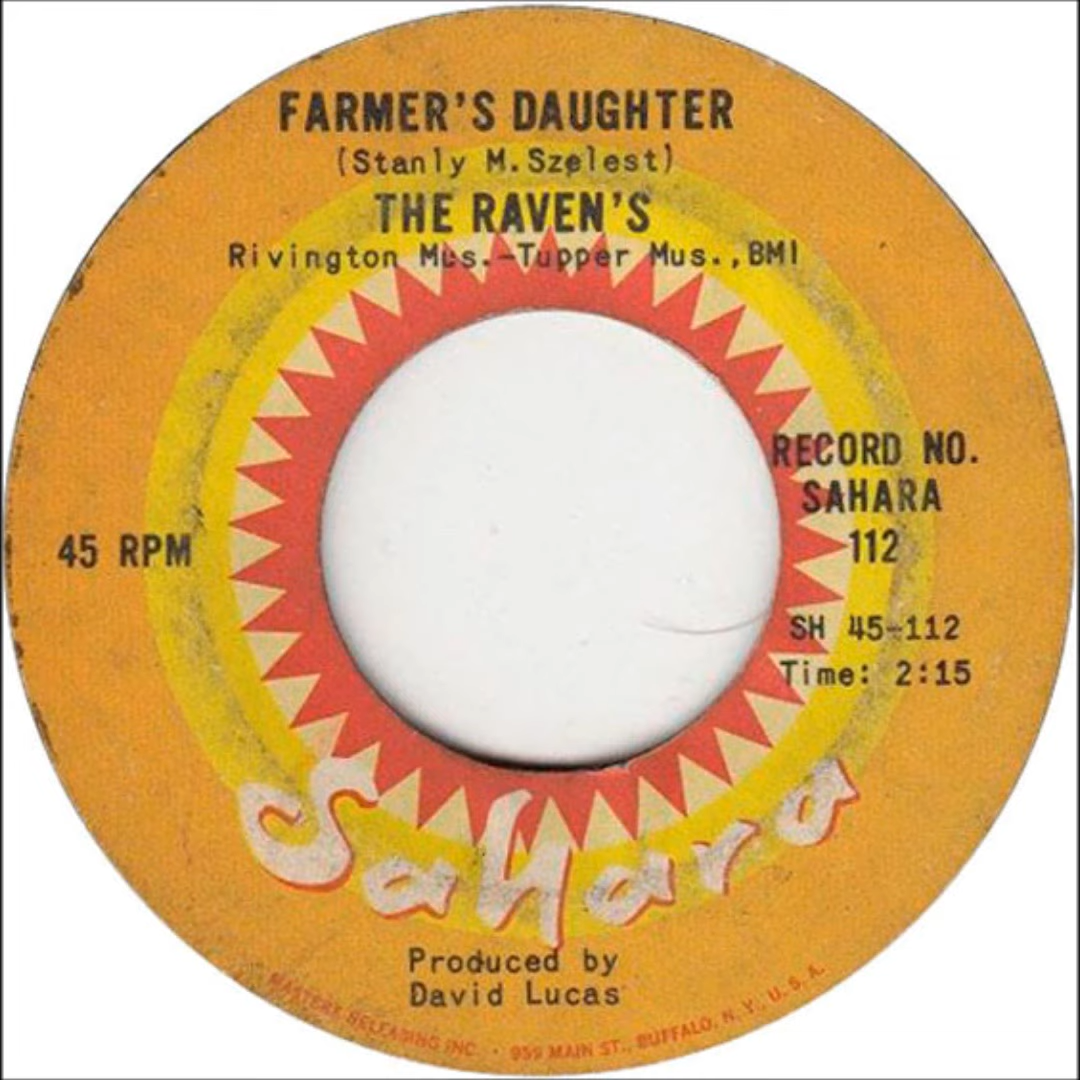 FARMER'S DAUGHTER
(Stanly M. Szelest)
THE RAVEN'S
Rivington Mus.-Tupper Mus.,BMI
RECORD NO.
SAHARA
112
45 RPM
SH 45-112
Time: 2:15
Sahara
Produced by
David Lucas
MASTERS RELEASING INC. · 959 MAIN ST., BUFFALO, N. Y., U. S. A.